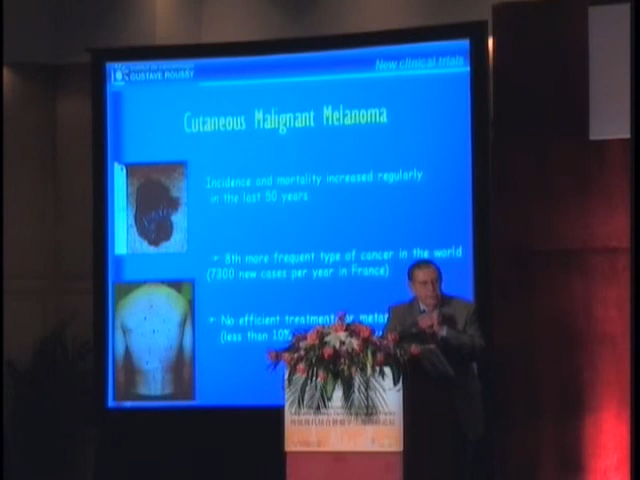 GUSTAVE ROUSSY
New clinical trials
Cutaneous Malignant Melanoma
Incidence and mortality increased regularly
in the last 50 years
8th more frequent type of cancer in the world
(7300 new cases per year in France)
No efficient treatment
(less than 10%